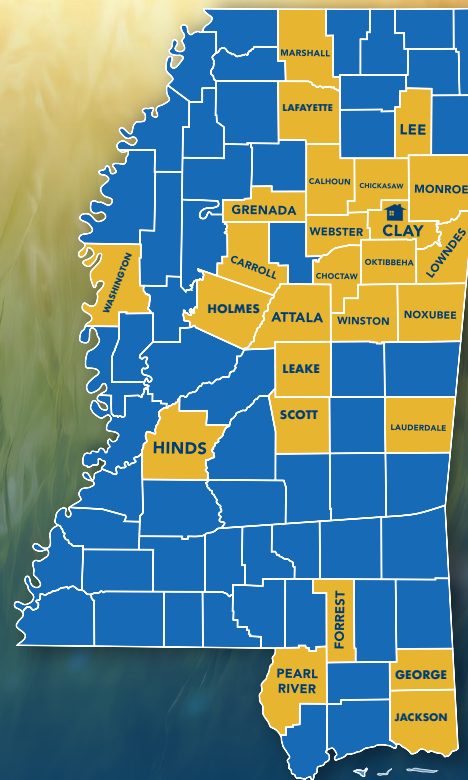 MARSHALL
LAFAYETTE
LEE
CALHOUN
CHICKASAW
MONROE
GRENADA
WEBSTER
CLAY
LOWNDES
CARROLL
CHOCTAW
OKTIBBEHA
WASHINGTON
HOLMES
ATTALA
WINSTON
NOXUBEE
LEAKE
SCOTT
LAUDERDALE
HINDS
FORREST
PEARL
RIVER
GEORGE
JACKSON